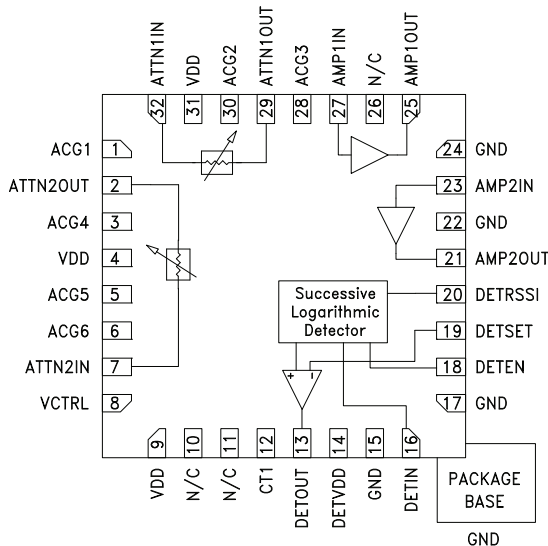 ATTN1IN
VDD
ACG2
ATTN1OUT
ACG3
AMP1IN
N/C
AMP1OUT
32
31
30
29
28
27
26
25
ACG1
1
ATTN2OUT
2
ACG4
3
VDD
4
ACG5
5
ACG6
6
ATTN2IN
7
VCTRL
8
24
GND
23
AMP2IN
22
GND
21
AMP2OUT
20
DETRSSI
19
DETSET
18
DETEN
17
GND
Successive
Logarithmic
Detector
+
-
9
10
11
12
13
14
15
16
VDD
N/C
N/C
CT1
DETOUT
DETVDD
GND
DETIN
PACKAGE
BASE
GND